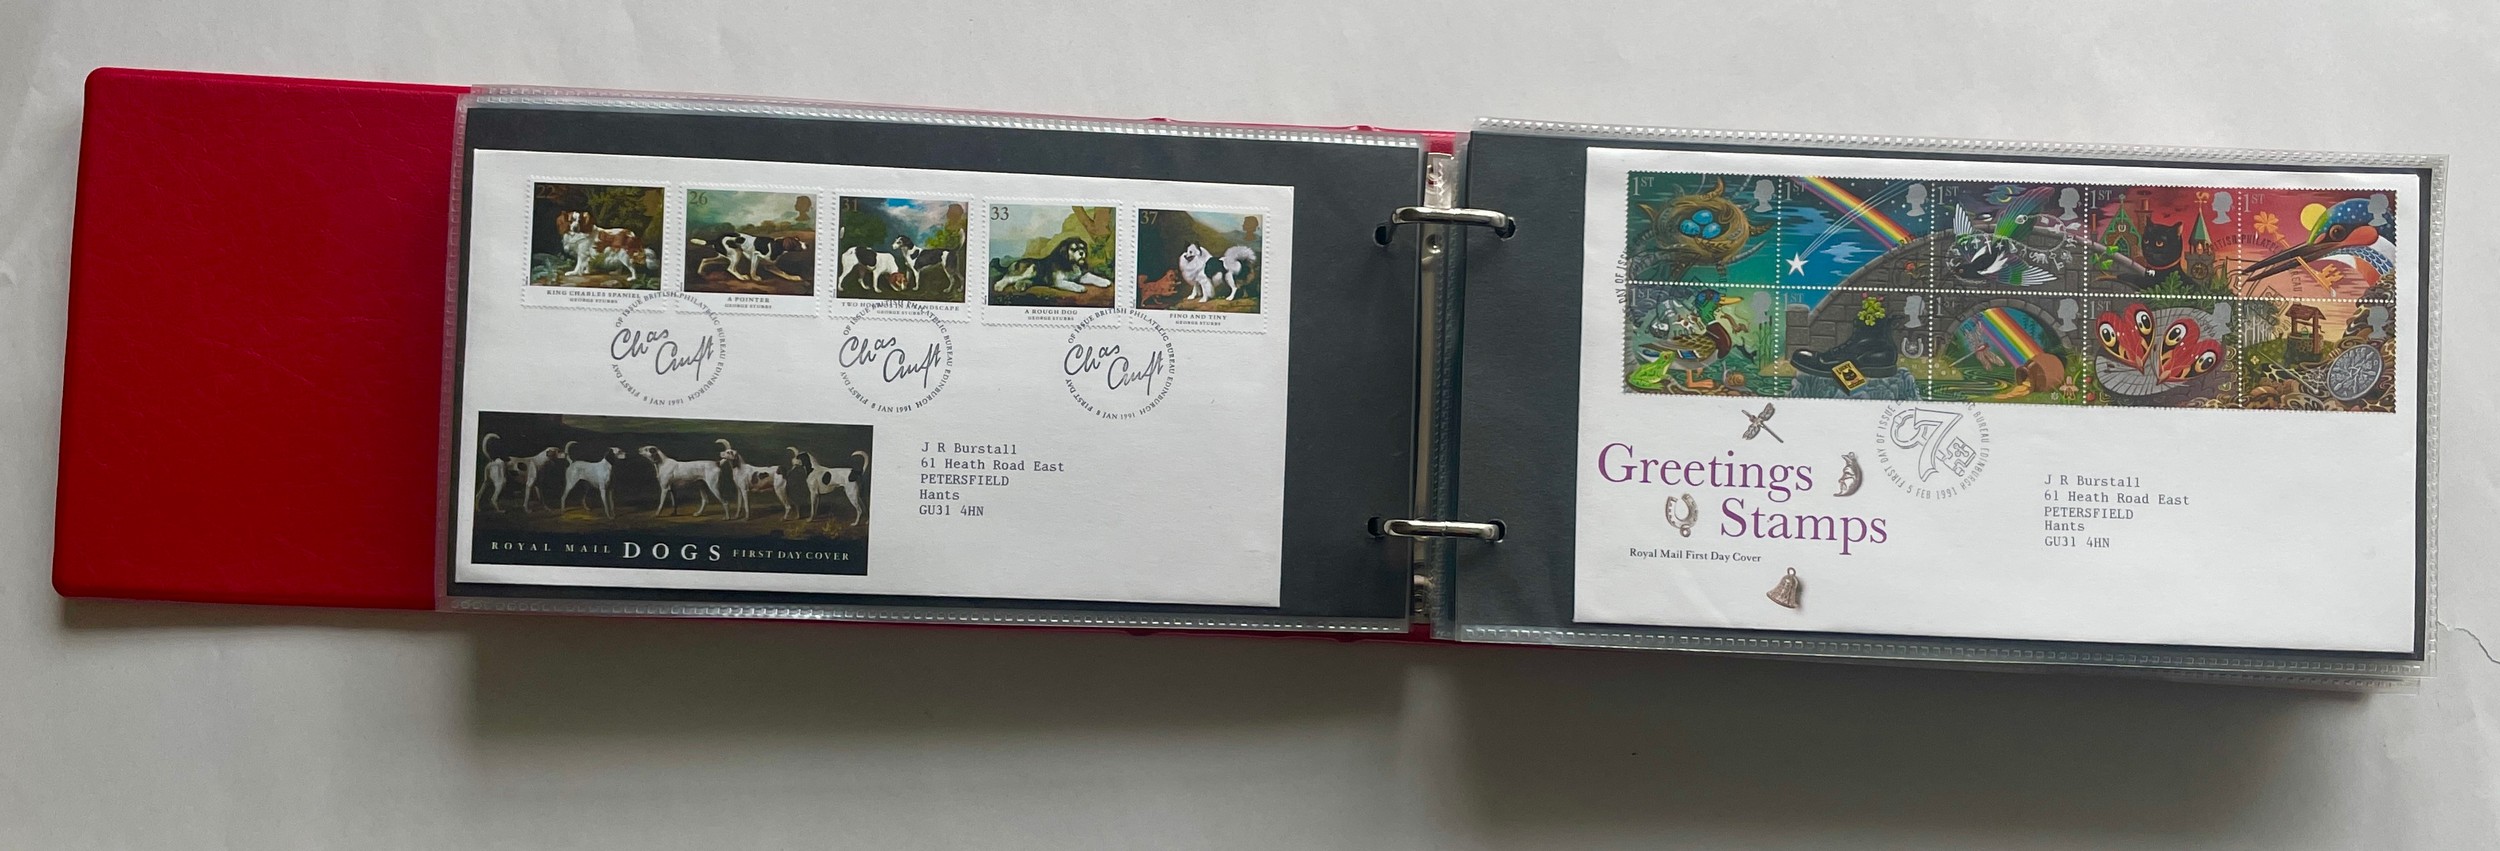 22
26
31
33
37
KING CHARLES SPANIEL
GEORGE STUBBS
A POINTER
GEORGE STUBBS
TWO HOUNDS IN A LANDSCAPE
GEORGE STUBBS
A ROUGH DOG
GEORGE STUBBS
FINO AND TINY
GEORGE STUBBS
FIRST DAY OF ISSUE BRITISH PHILATELIC BUREAU EDINBURGH
8 JAN 1991
Chas
Cruft
FIRST DAY OF ISSUE BRITISH PHILATELIC BUREAU EDINBURGH
8 JAN 1991
Chas
Cruft
FIRST DAY OF ISSUE BRITISH PHILATELIC BUREAU EDINBURGH
8 JAN 1991
Chas
Cruft
J R Burstall
61 Heath Road East
PETERSFIELD
Hants
GU31 4HN
ROYAL MAIL DOGS FIRST DAY COVER
1ST
1ST
1ST
1ST
1ST
1ST
1ST
1ST
1ST
1ST
FIRST DAY OF ISSUE BUREAU EDINBURGH
5 FEB 1991
7
Greetings
Stamps
Royal Mail First Day Cover
J R Burstall
61 Heath Road East
PETERSFIELD
Hants
GU31 4HN